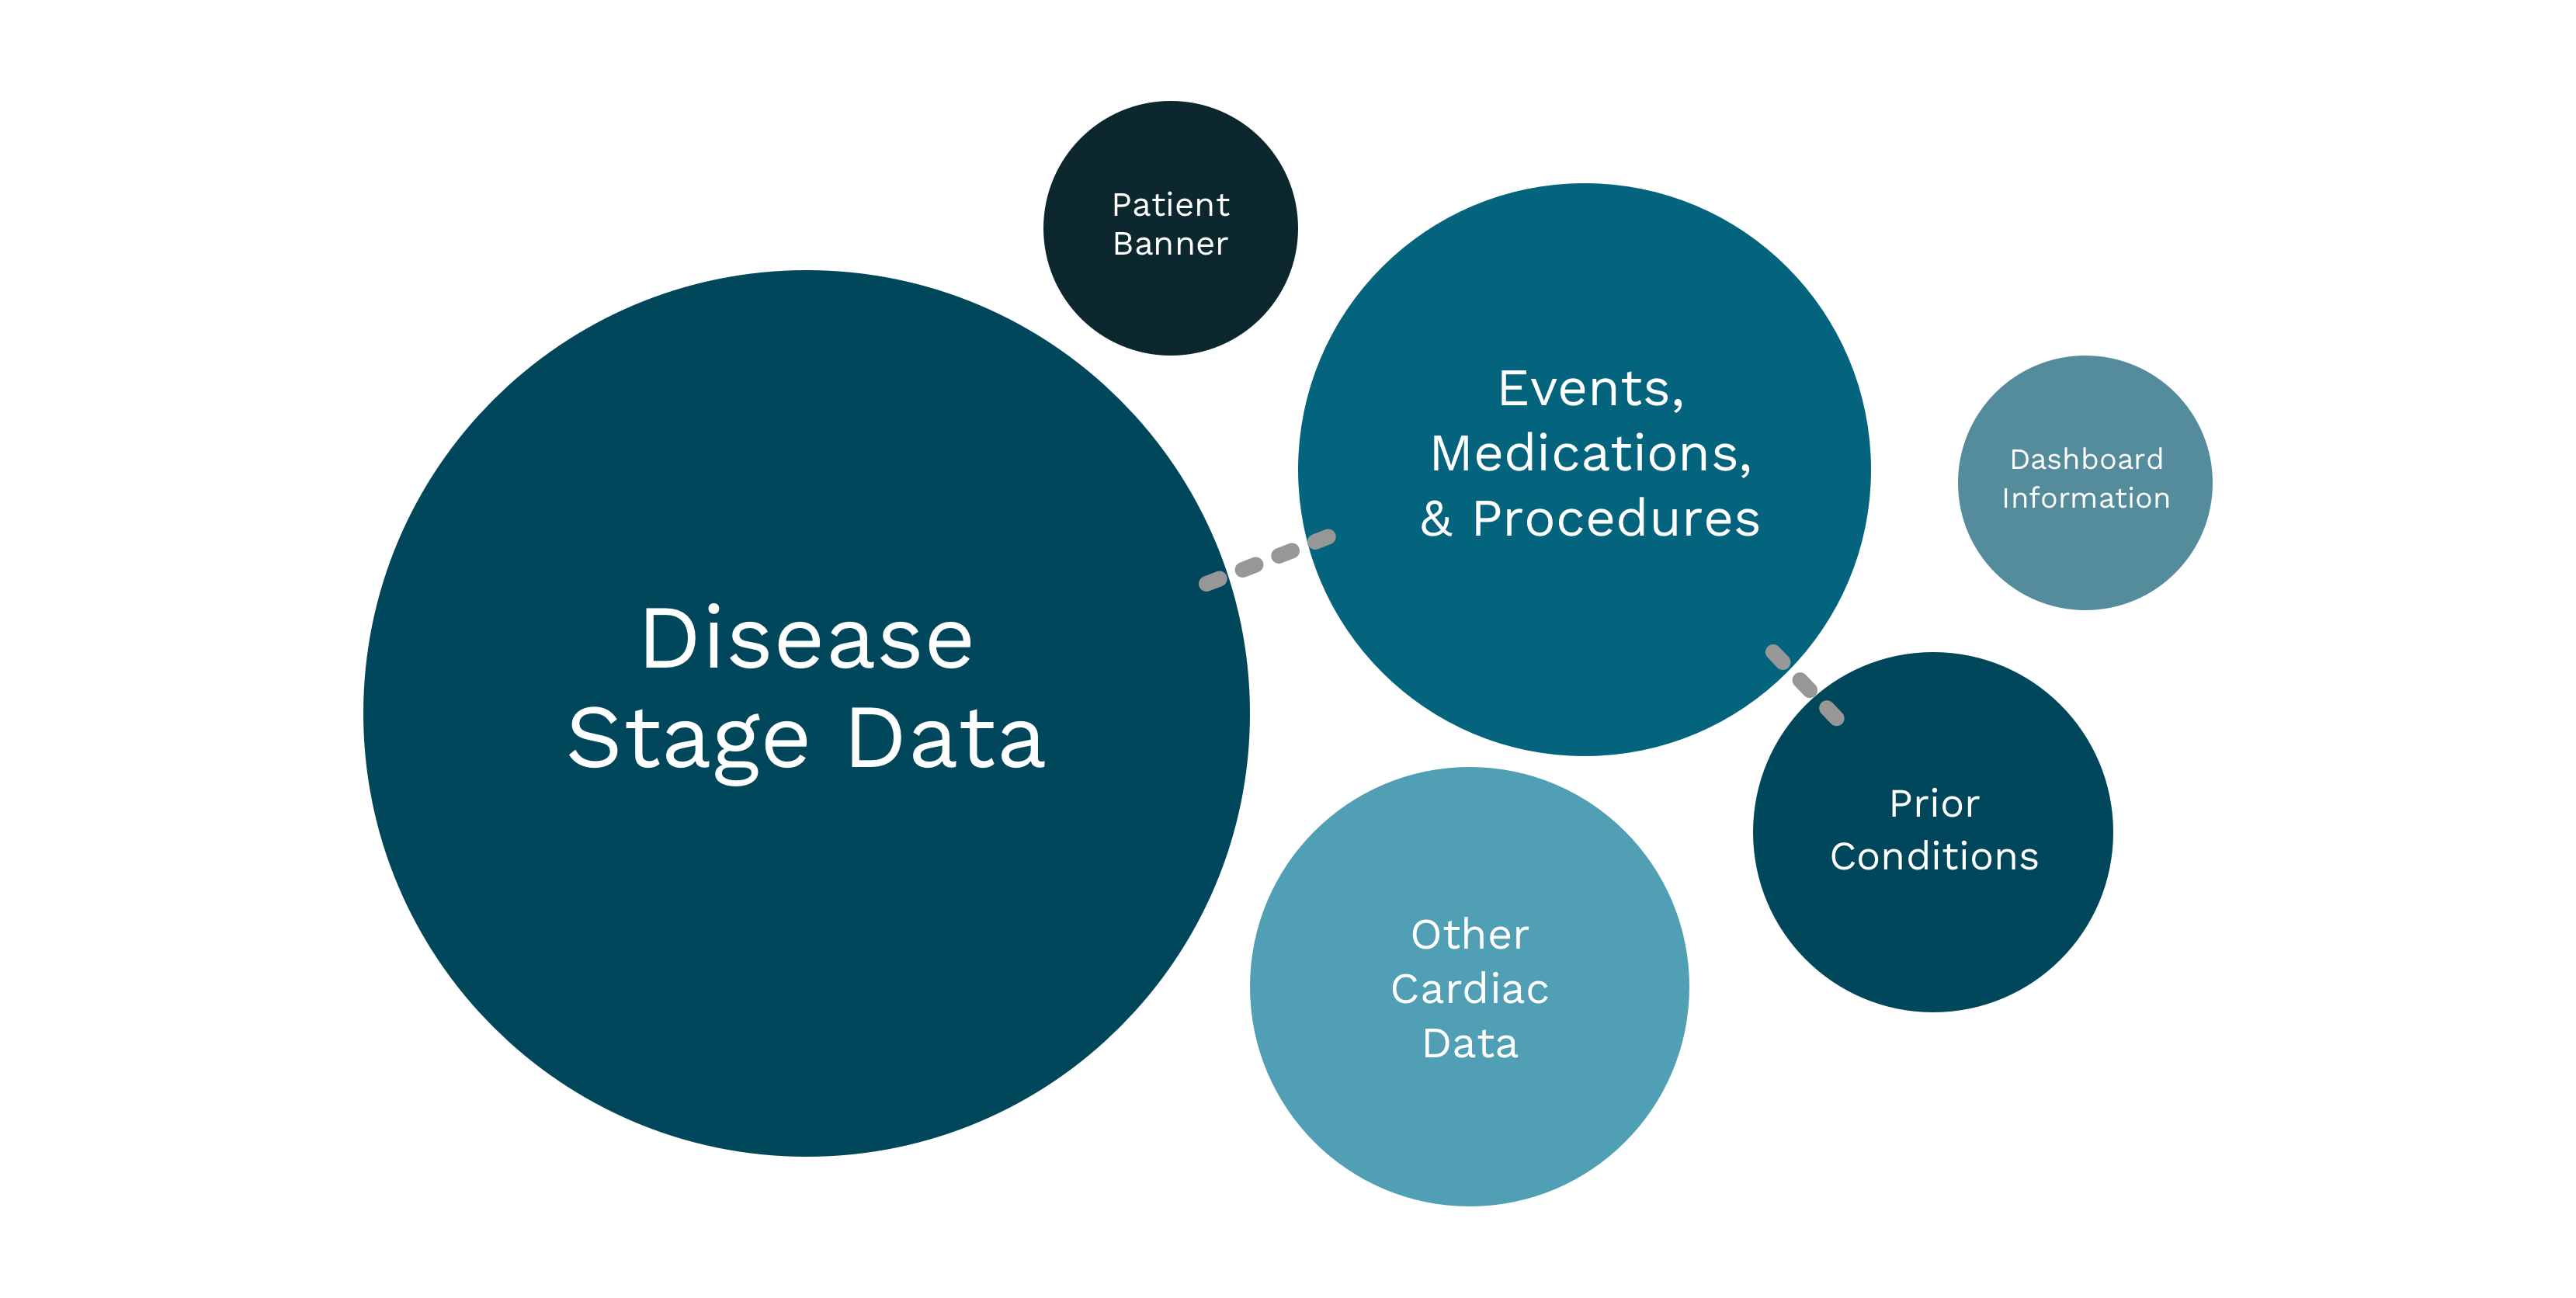 Patient
Banner
Events,
Medications,
& Procedures
Dashboard
Information
Disease
Stage Data
Prior
Conditions
Other
Cardiac
Data